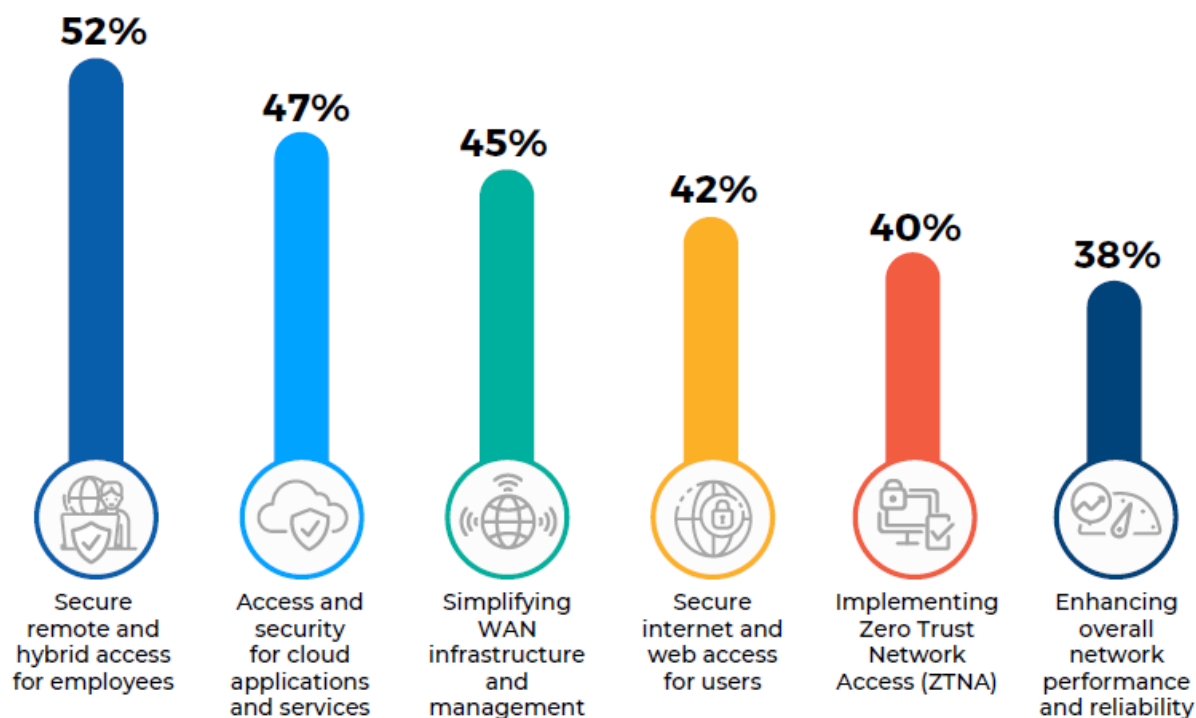 52%
Secure
remote and
hybrid access
for employees
47%
Access and
security
for cloud
applications
and services
45%
Simplifying
WAN
infrastructure
and
management
42%
Secure
internet and
web access
for users
40%
Implementing
Zero Trust
Network
Access (ZTNA)
38%
Enhancing
overall
network
performance
and reliability